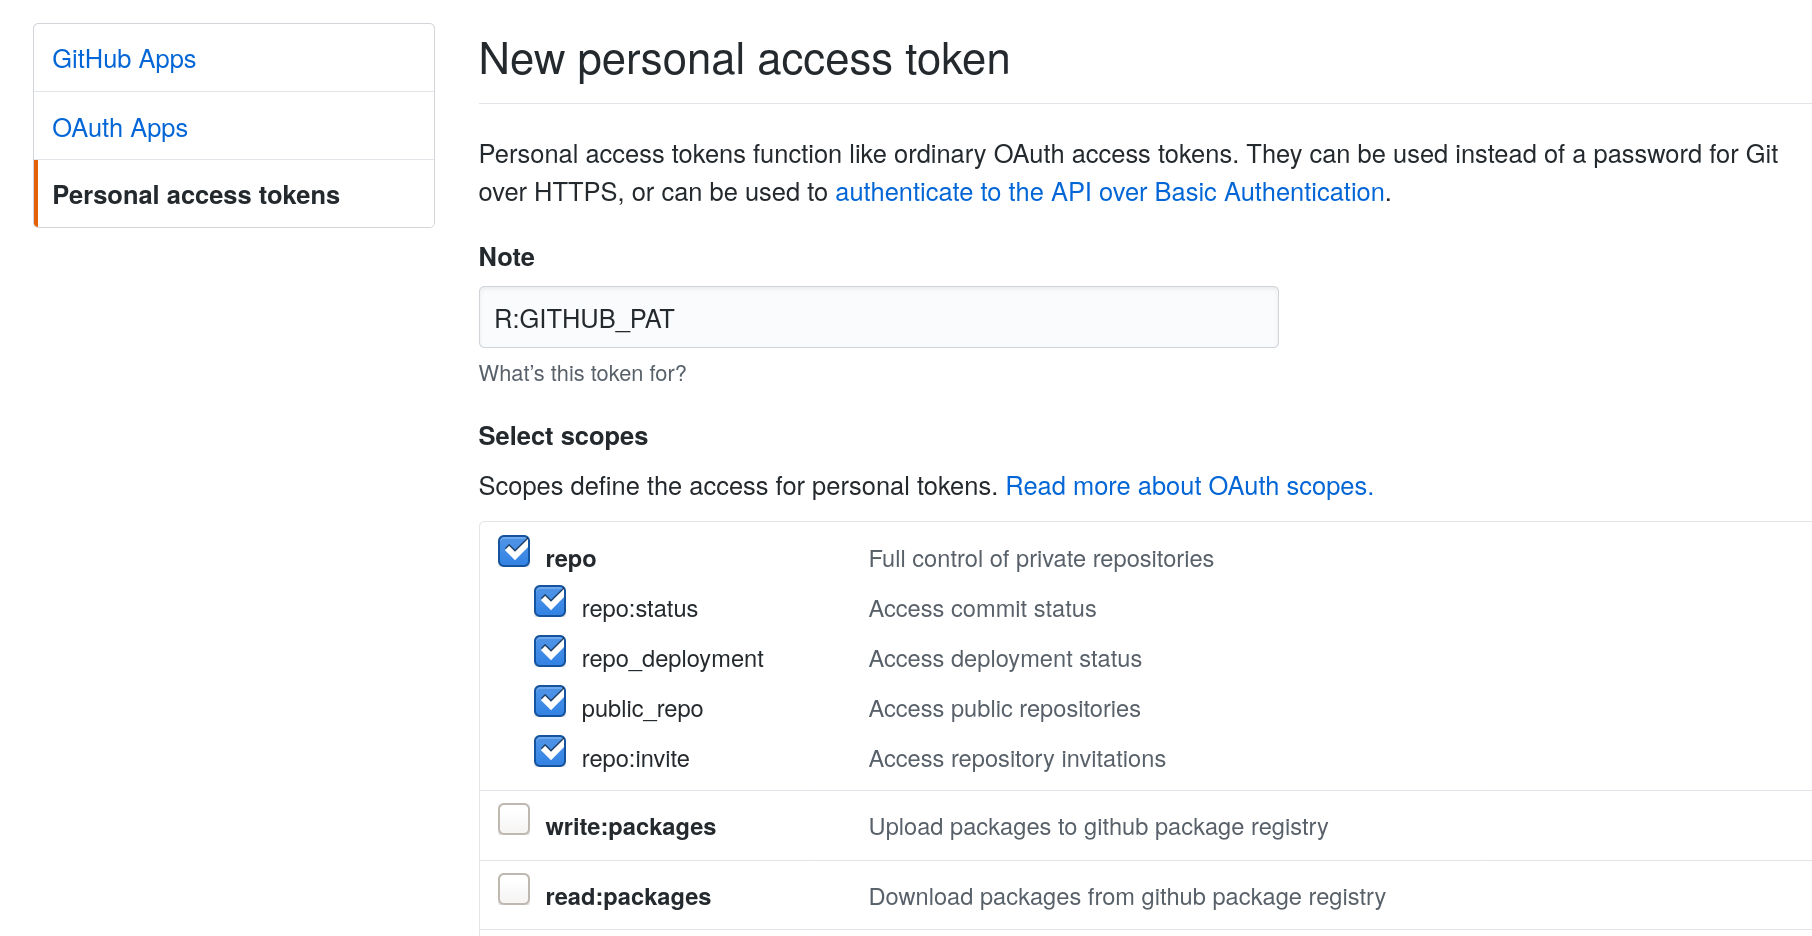 GitHub Apps
OAuth Apps
Personal access tokens
New personal access token
Personal access tokens function like ordinary OAuth access tokens. They can be used instead of a password for Git
over HTTPS, or can be used to authenticate to the API over Basic Authentication.
Note
R:GITHUB_PAT
What’s this token for?
Select scopes
Scopes define the access for personal tokens. Read more about OAuth scopes.
repo Full control of private repositories
repo:status Access commit status
repo_deployment Access deployment status
public_repo Access public repositories
repo:invite Access repository invitations
write:packages Upload packages to github package registry
read:packages Download packages from github package registry